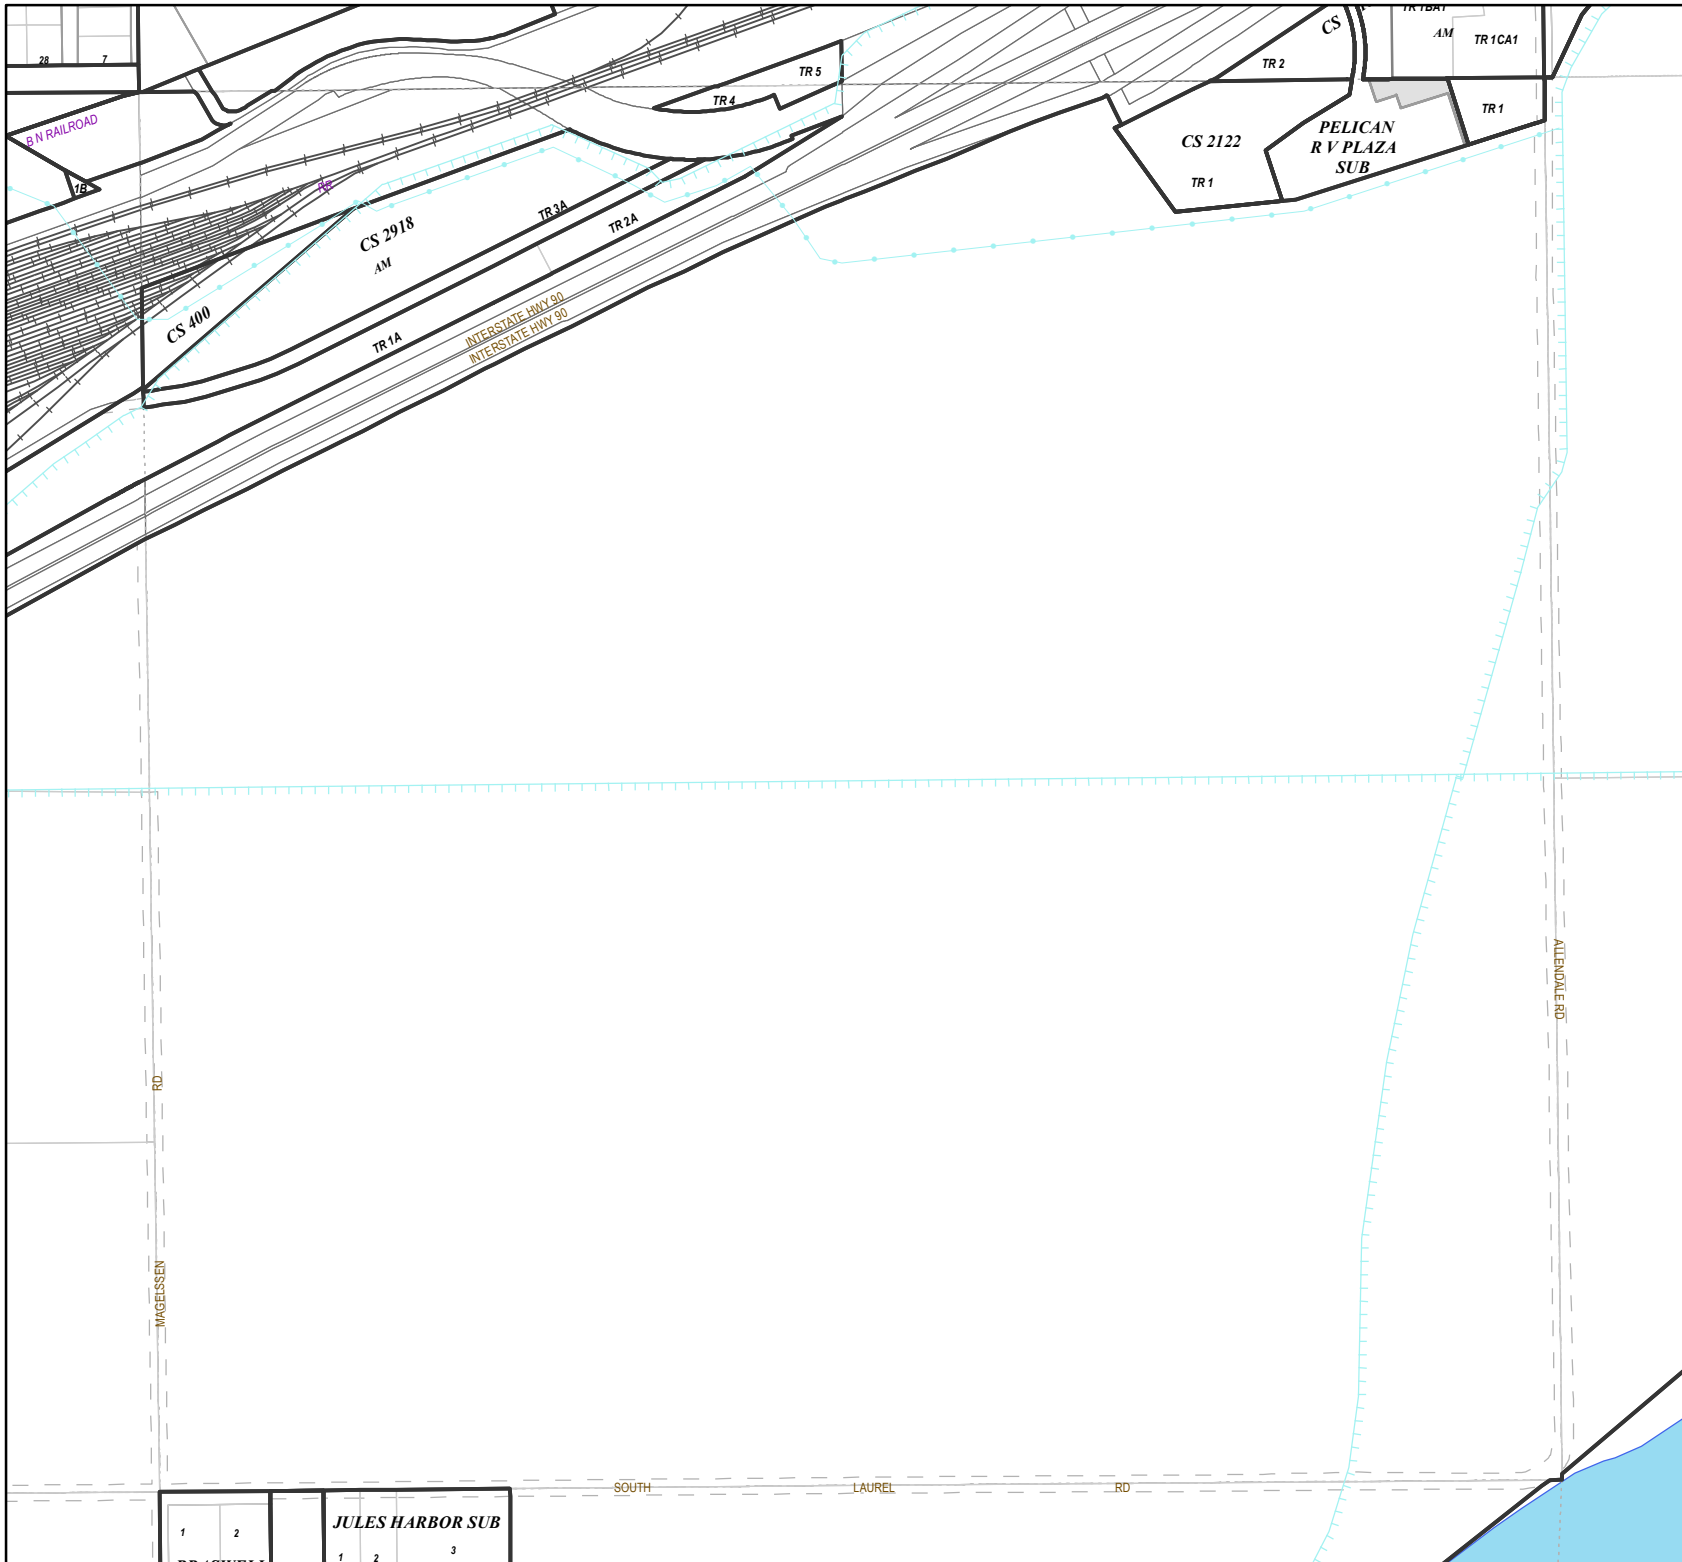 28
7
B N RAILROAD
1B
RR
TR 5
TR 4
TR 2
CS
AM
TR 1CA1
TR 1
CS 2122
TR 1
PELICAN
R V PLAZA
SUB
CS 2918
AM
TR 3A
TR 2A
CS 400
TR 1A
INTERSTATE HWY 90
INTERSTATE HWY 90
ALLENDALE RD
RD
MAGELSSEN
SOUTH LAUREL RD
JULES HARBOR SUB
1
2
1
2
3